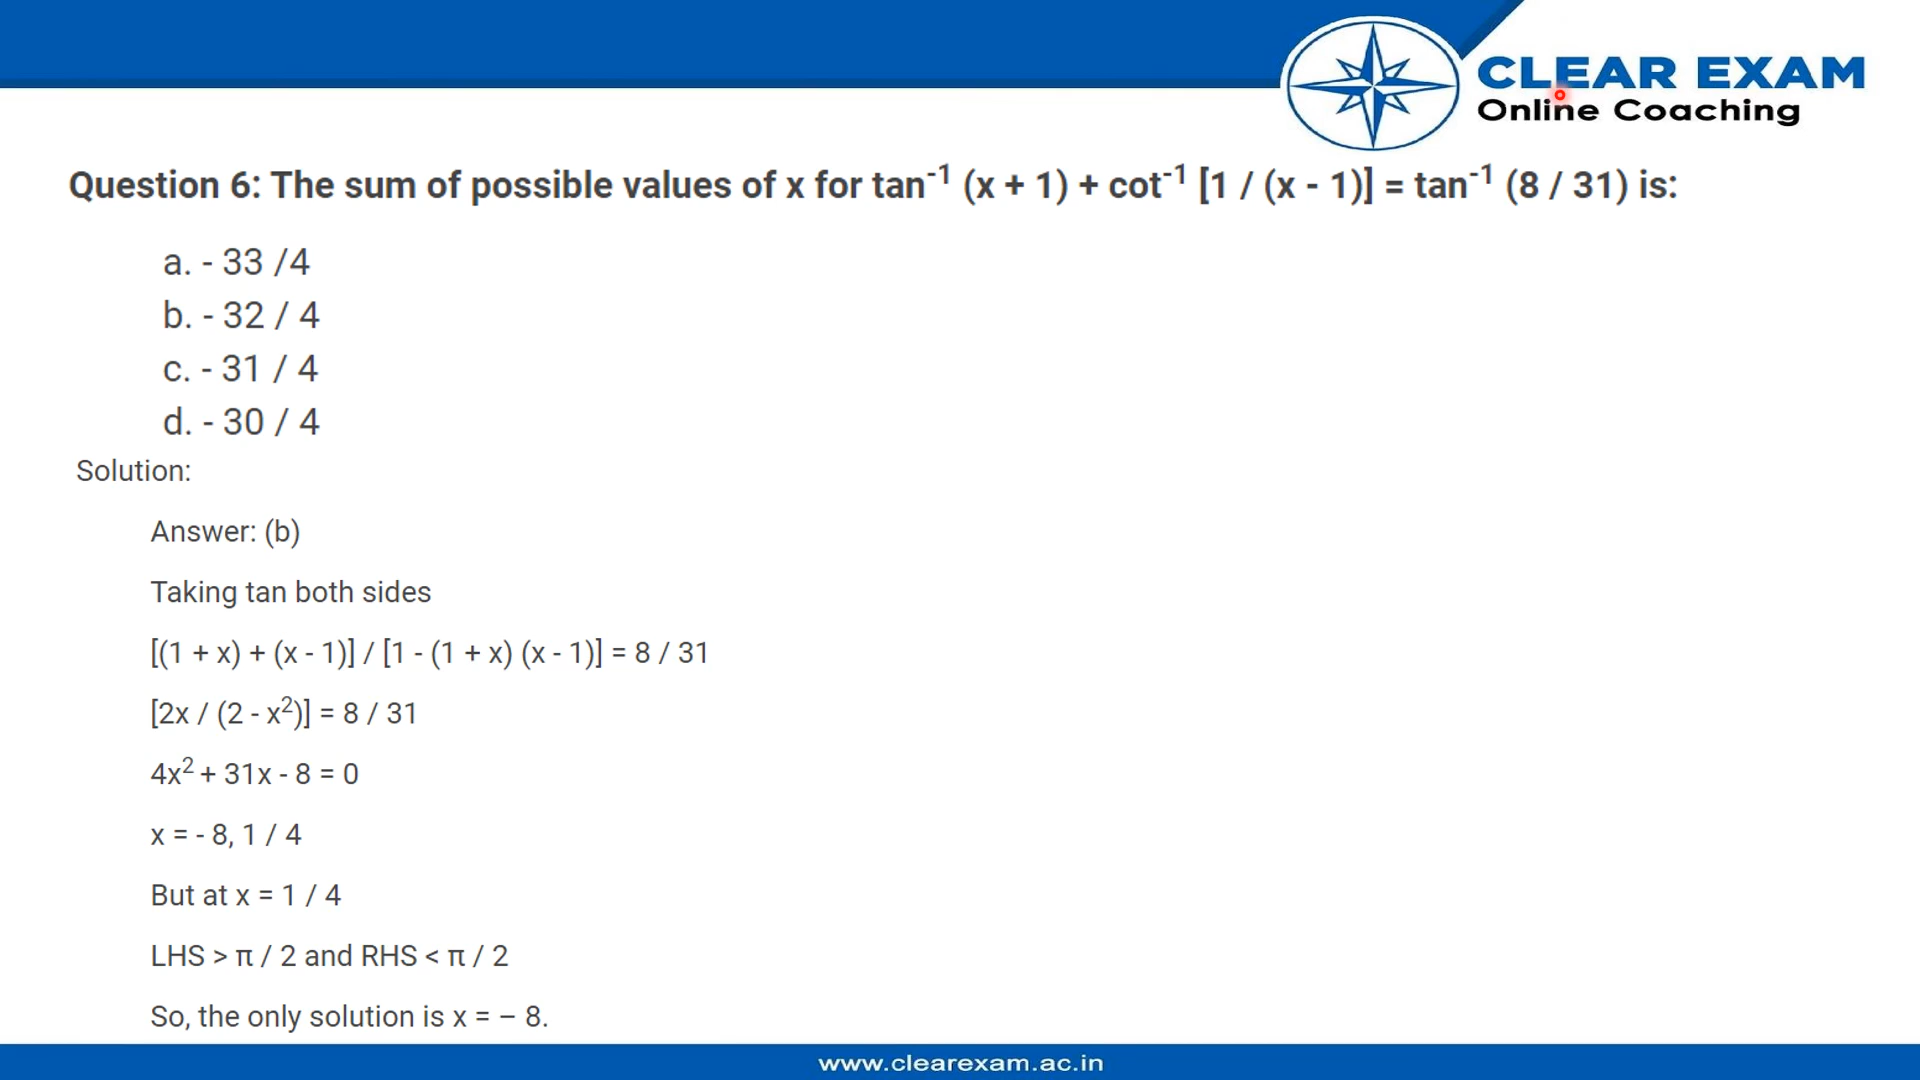 CLEAR EXAM
Online Coaching
Question 6: The sum of possible values of x for tan⁻¹ (x + 1) + cot⁻¹ [1 / (x - 1)] = tan⁻¹ (8 / 31) is:
a. - 33 /4
b. - 32 / 4
c. - 31 / 4
d. - 30 / 4
Solution:
Answer: (b)
Taking tan both sides
[(1 + x) + (x - 1)] / [1 - (1 + x) (x - 1)] = 8 / 31
[2x / (2 - x²)] = 8 / 31
4x² + 31x - 8 = 0
x = - 8, 1 / 4
But at x = 1 / 4
LHS > π / 2 and RHS < π / 2
So, the only solution is x = – 8.
www.clearexam.ac.in